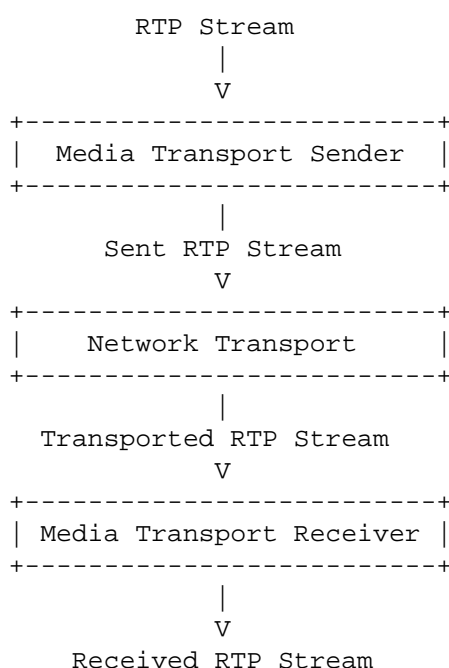 RTP Stream
|
V
+--------------------------+
| Media Transport Sender |
+--------------------------+
|
Sent RTP Stream
V
+--------------------------+
| Network Transport |
+--------------------------+
|
Transported RTP Stream
V
+--------------------------+
| Media Transport Receiver |
+--------------------------+
|
V
Received RTP Stream